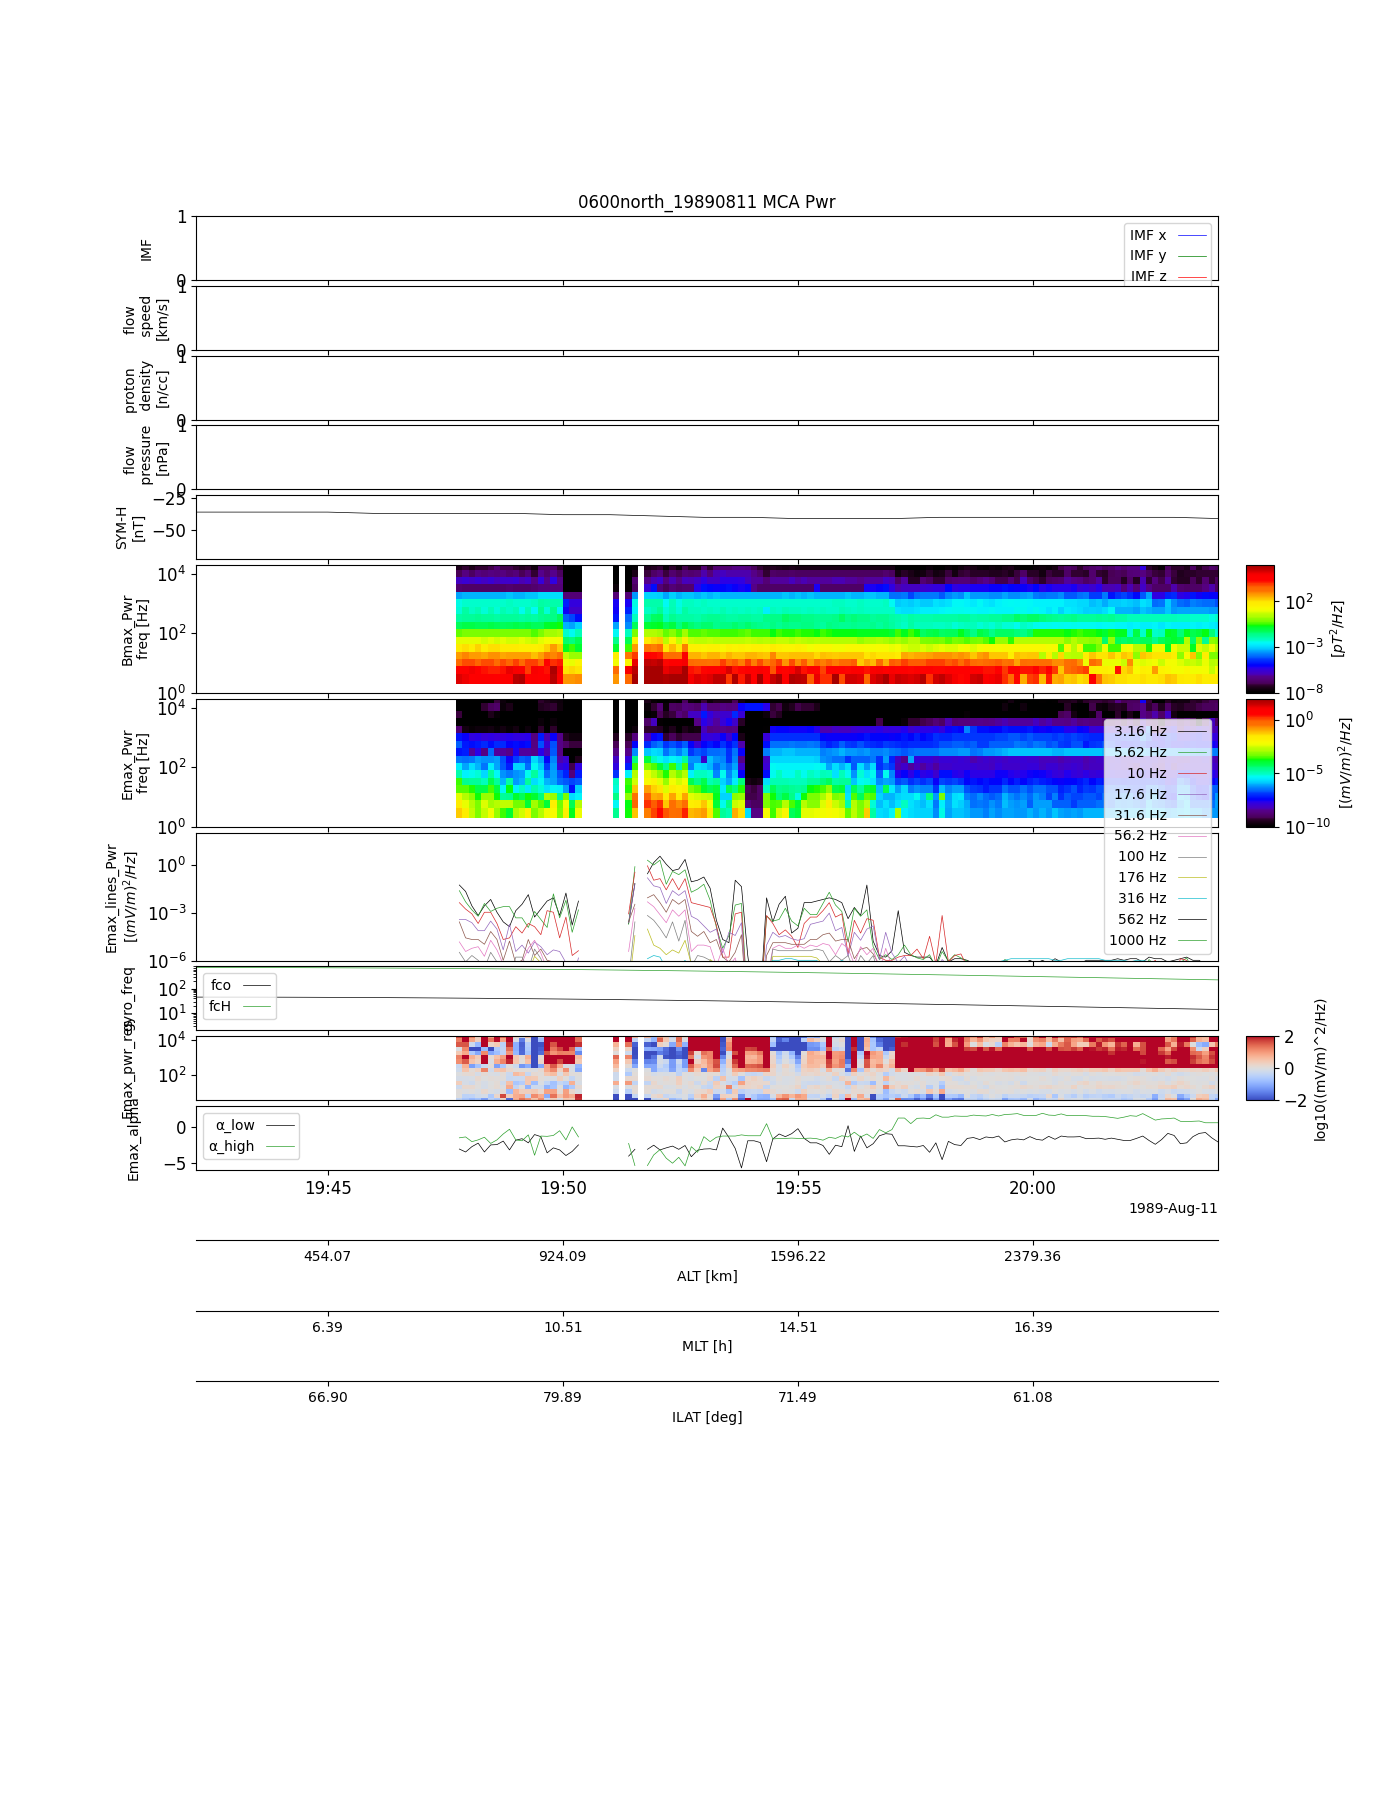 0600north_19890811 MCA Pwr
1
0
IMF
IMF x
IMF y
IMF z
1
0
flow
speed
[km/s]
1
0
proton
density
[n/cc]
1
0
flow
pressure
[nPa]
−25
−50
SYM-H
[nT]
10^4
10^2
10^0
Bmax_Pwr
freq [Hz]
10^2
10^−3
10^−8
[pT^2/Hz]
10^4
10^2
10^0
Emax_Pwr
freq [Hz]
10^0
10^−5
10^−10
[(mV/m)^2/Hz]
3.16 Hz
5.62 Hz
10 Hz
17.6 Hz
31.6 Hz
56.2 Hz
100 Hz
176 Hz
316 Hz
562 Hz
1000 Hz
10^0
10^−3
10^−6
Emax_lines_Pwr
[(mV/m)^2/Hz]
10^2
10^1
gyro_freq
fco
fcH
10^4
10^2
Emax_pwr_res
2
0
−2
log10((mV/m)^2/Hz)
0
−5
Emax_alpha
α_low
α_high
19:45 19:50 19:55 20:00
1989-Aug-11
454.07 924.09 1596.22 2379.36
ALT [km]
6.39 10.51 14.51 16.39
MLT [h]
66.90 79.89 71.49 61.08
ILAT [deg]